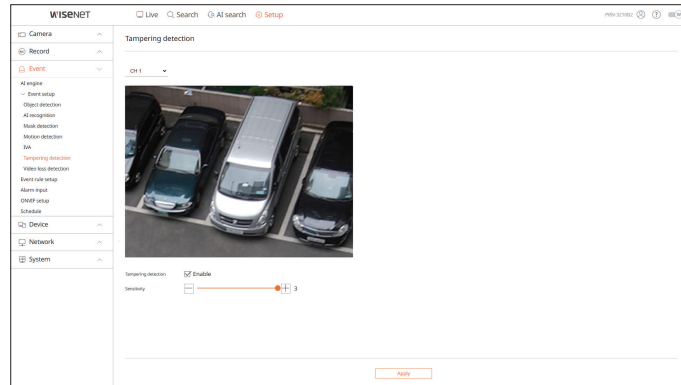 WISENET
Live Search AI search Setup
PRN-3210B2
Camera
Record
Event
AI engine
Event setup
Object detection
AI recognition
Mask detection
Motion detection
IVA
Tampering detection
Video loss detection
Event rule setup
Alarm input
ONVIF setup
Schedule
Device
Network
System
Tampering detection
CH 1
Tampering detection Enable
Sensitivity 3
Apply